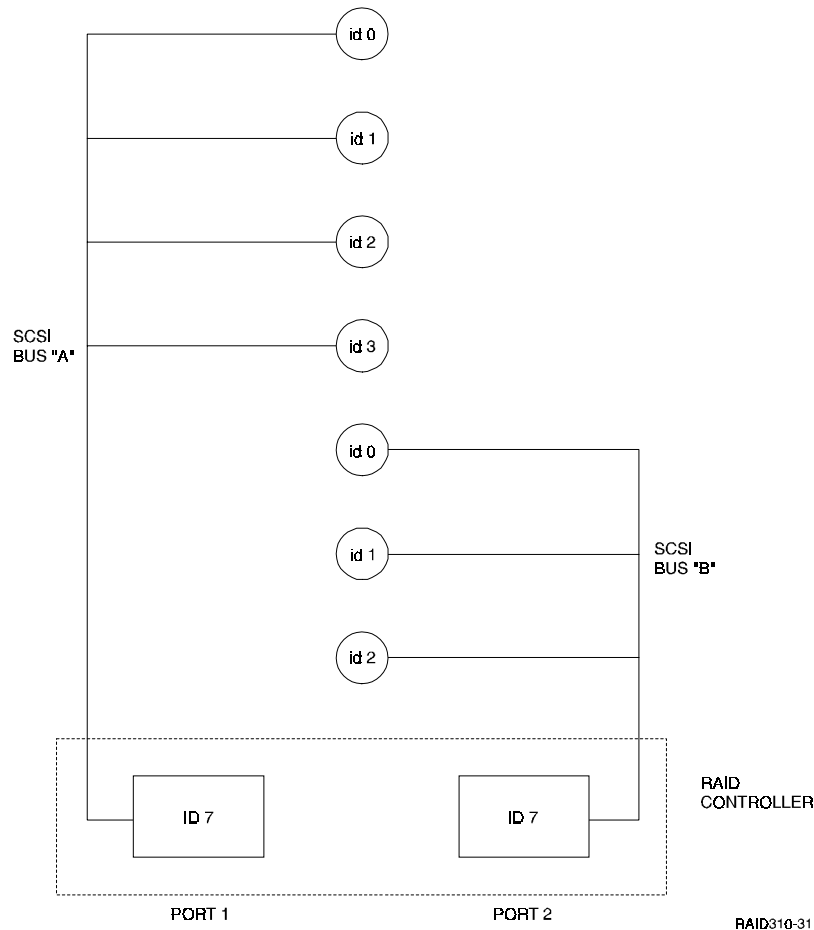 id 0
id 1
id 2
SCSI
BUS "A"
id 3
id 0
id 1
SCSI
BUS "B"
id 2
ID 7
ID 7
RAID
CONTROLLER
PORT 1
PORT 2
RAID310-31